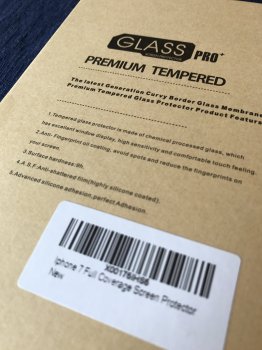 GLASS PRO+
PREMIUM TEMPERED
The latest Generation Curvy Border Glass Membrane
Premium Tempered Glass Protector Product Features
1.Tempered glass protector is made of chemical processed glass, which
has excellent window display, high sensitivity and comfortable touch feeling.
2.Anti- Fingerprint oil coating, avoid spots and reduce the fingerprints on
your screen.
3.Surface hardness:9h.
4.A.S.F.Anti-shattered film(highly silicone coated).
5.Advanced silicone adhesion,perfect Adhesion.
Iphone 7 Full Coverage Screen Protector
New